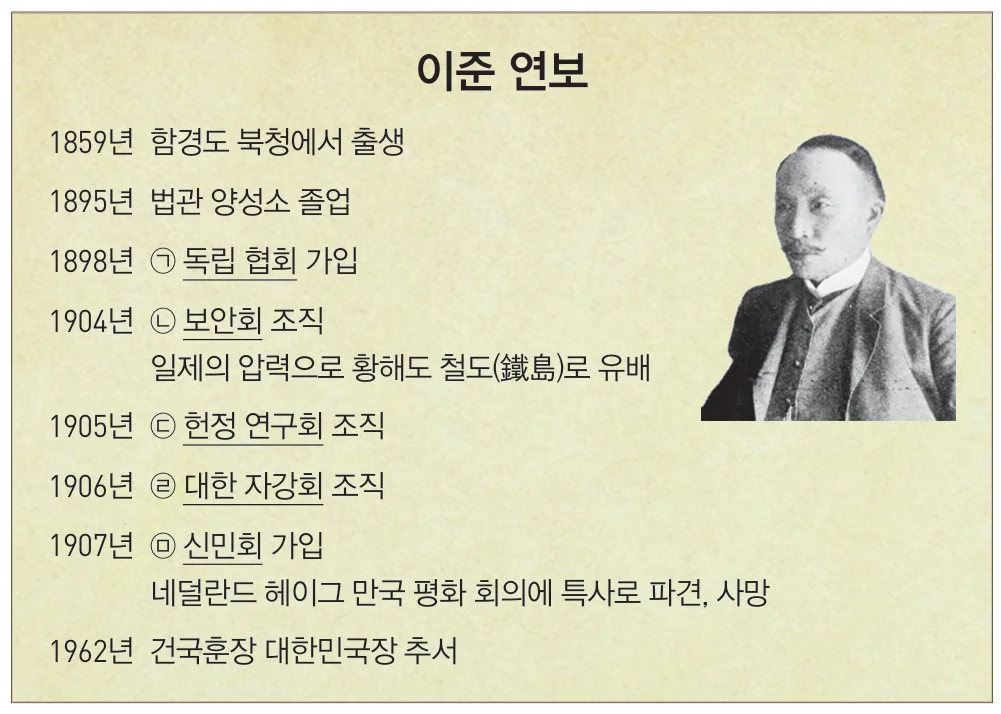 이준 연보
1859년 함경도 북청에서 출생
1895년 법관 양성소 졸업
1898년 ㉠ 독립 협회 가입
1904년 ㉡ 보안회 조직
일제의 압력으로 황해도 철도(鐵島)로 유배
1905년 ㉢ 헌정 연구회 조직
1906년 ㉣ 대한 자강회 조직
1907년 ㉤ 신민회 가입
네덜란드 헤이그 만국 평화 회의에 특사로 파견, 사망
1962년 건국훈장 대한민국장 추서